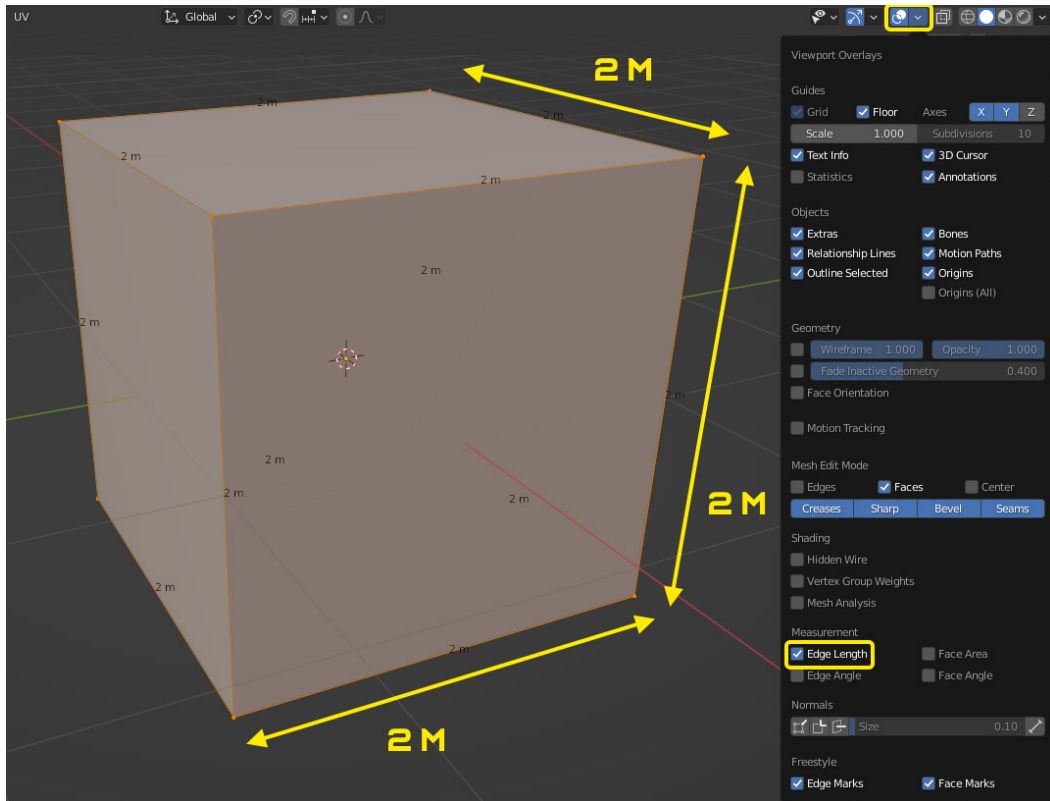 UV Global
2 M
2 m
2 m
2 m
2 m
2 m
2 m
2 m
2 m
2 m
2 m
2 m
2 m
2 M
2 M
Viewport Overlays
Guides
Grid Floor Axes X Y Z
Scale 1.000 Subdivisions 10
Text Info 3D Cursor
Statistics Annotations
Objects
Extras Bones
Relationship Lines Motion Paths
Outline Selected Origins
Origins (All)
Geometry
Wireframe 1.000 Opacity 1.000
Fade Inactive Geometry 0.400
Face Orientation
Motion Tracking
Mesh Edit Mode
Edges Faces Center
Creases Sharp Bevel Seams
Shading
Hidden Wire
Vertex Group Weights
Mesh Analysis
Measurement
Edge Length Face Area
Edge Angle Face Angle
Normals
Size 0.10
Freestyle
Edge Marks Face Marks